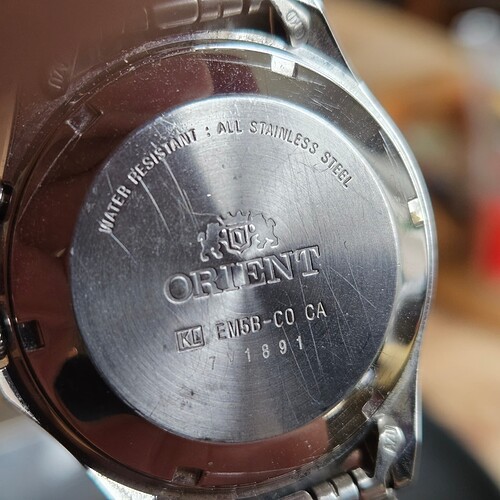 WATER RESISTANT : ALL STAINLESS STEEL
ORIENT
KL EM5B-C0 CA
7 1891